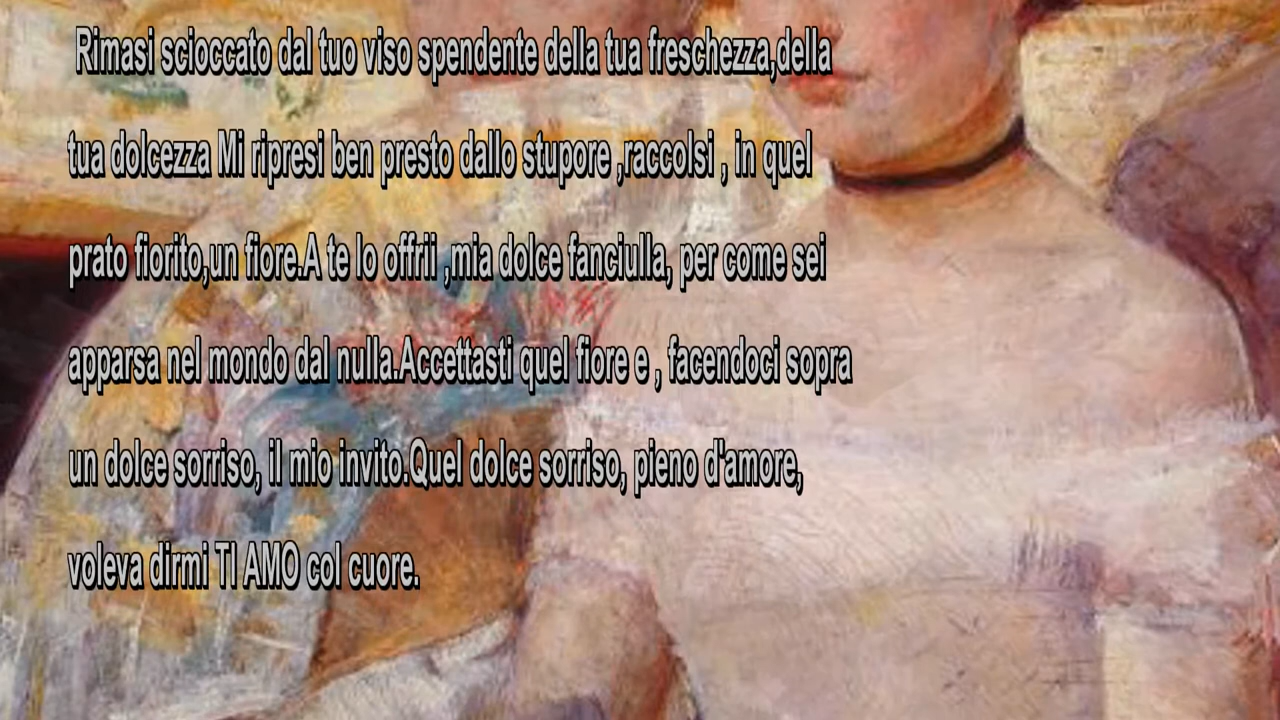 Rimasi scioccato dal tuo viso spendente della tua freschezza,della
tua dolcezza Mi ripresi ben presto dallo stupore ,raccolsi , in quel
prato fiorito,un fiore.A te lo offrii ,mia dolce fanciulla, per come sei
apparsa nel mondo dal nulla.Accettasti quel fiore e , facendoci sopra
un dolce sorriso, il mio invito.Quel dolce sorriso, pieno d'amore,
voleva dirmi TI AMO col cuore.